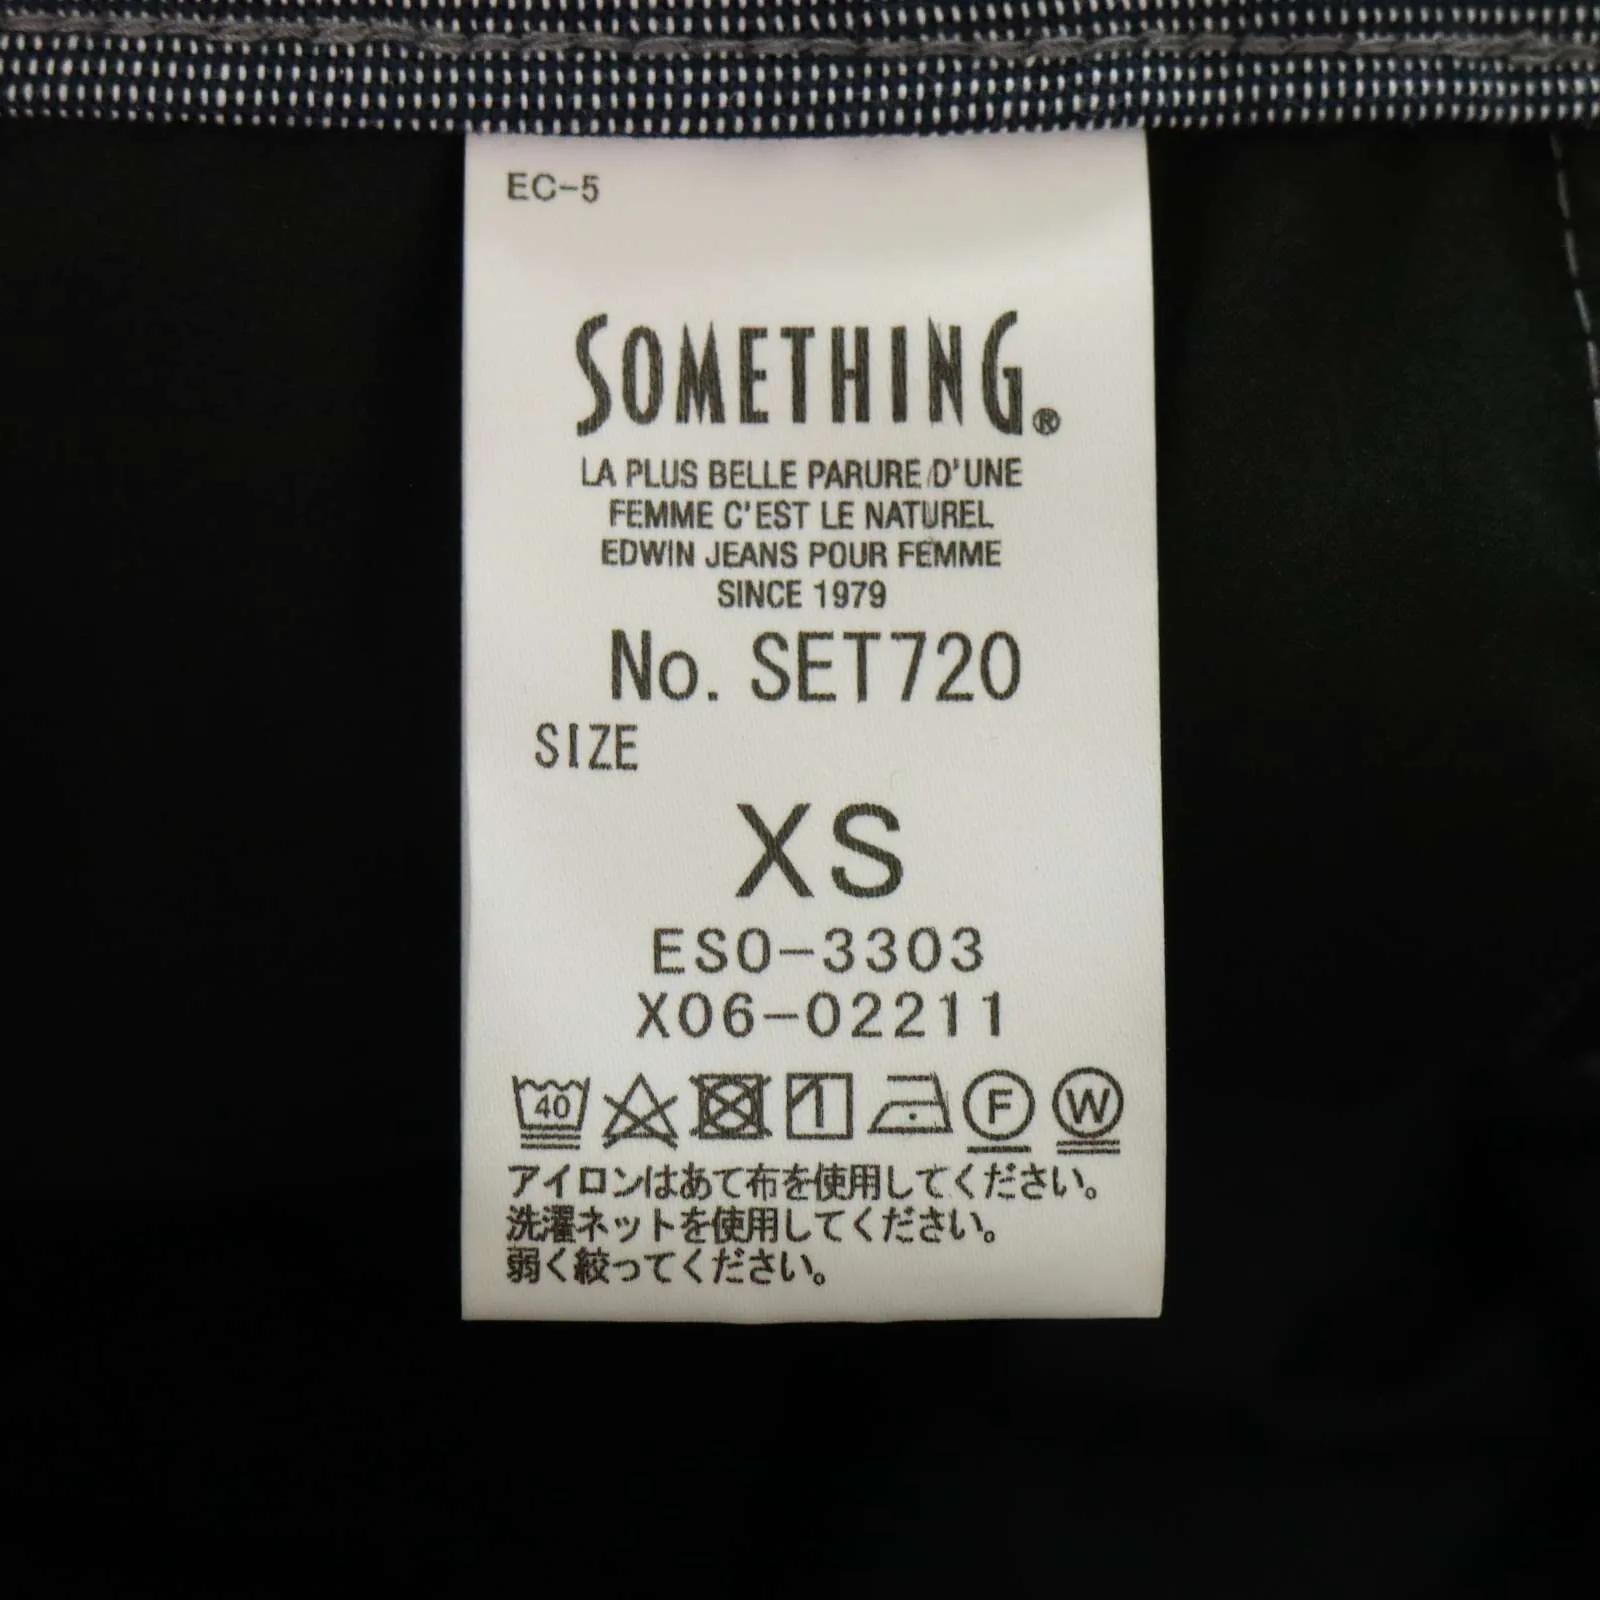 EC-5
SOMETHING®
LA PLUS BELLE PARURE D'UNE
FEMME C'EST LE NATUREL
EDWIN JEANS POUR FEMME
SINCE 1979
No. SET720
SIZE
XS
ESO-3303
X06-02211
40 1 F W
アイロンはあて布を使用してください。
洗濯ネットを使用してください。
弱く絞ってください。